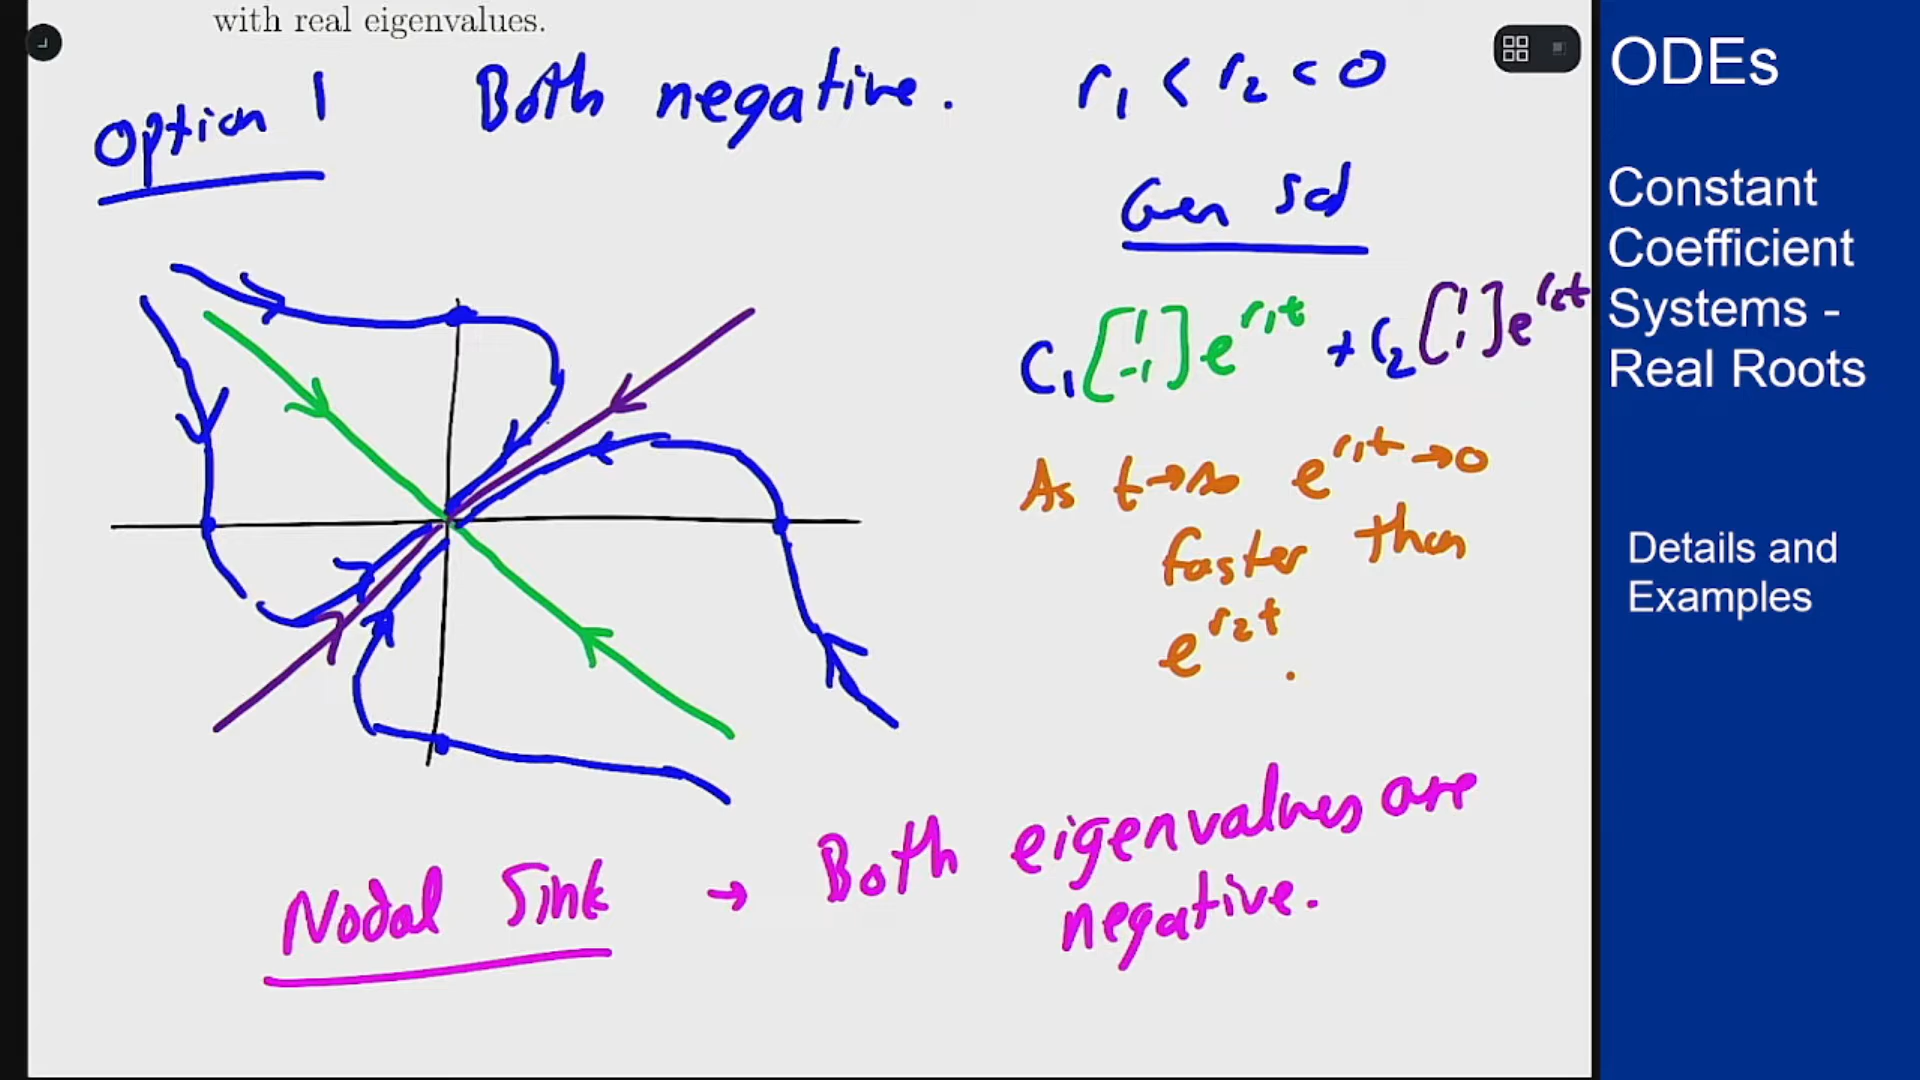 with real eigenvalues.
Option 1 Both negative. r₁ < r₂ < 0
Gen Sol
C₁ [1 -1] e^{r₁t} + C₂ [1 1] e^{r₂t}
As t→∞ e^{r₁t} →0
faster than
e^{r₂t}.
Nodal Sink → Both eigenvalues are
negative.
ODEs
Constant
Coefficient
Systems -
Real Roots
Details and
Examples